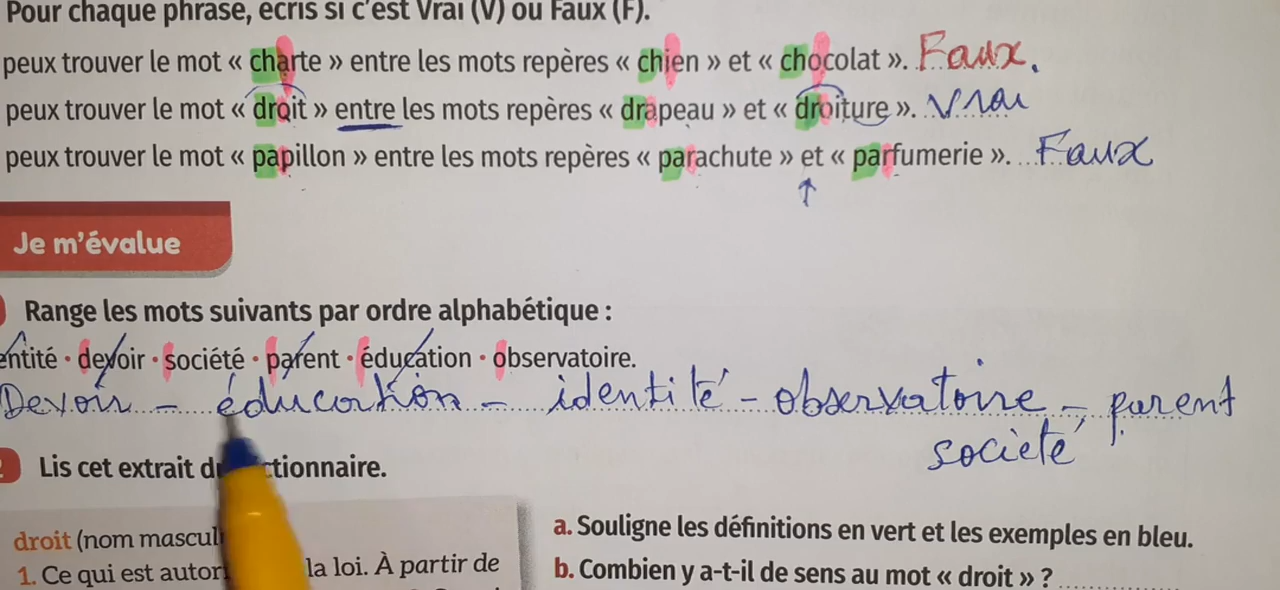 Pour chaque phrase, écris si c'est Vrai (V) ou Faux (F).
peux trouver le mot « charte » entre les mots repères « chien » et « chocolat ». Faux.
peux trouver le mot « droit » entre les mots repères « drapeau » et « droiture ». Vrai
peux trouver le mot « papillon » entre les mots repères « parachute » et « parfumerie ». Faux
Je m'évalue
Range les mots suivants par ordre alphabétique :
entité · devoir · société · parent · éducation · observatoire.
Devoir - éducation - identité - observatoire - parent
société
Lis cet extrait
droit (nom
a. Souligne les définitions en vert et les exemples en bleu.
1. Ce qui est la loi. À partir de
b. Combien y a-t-il de sens au mot « droit » ?